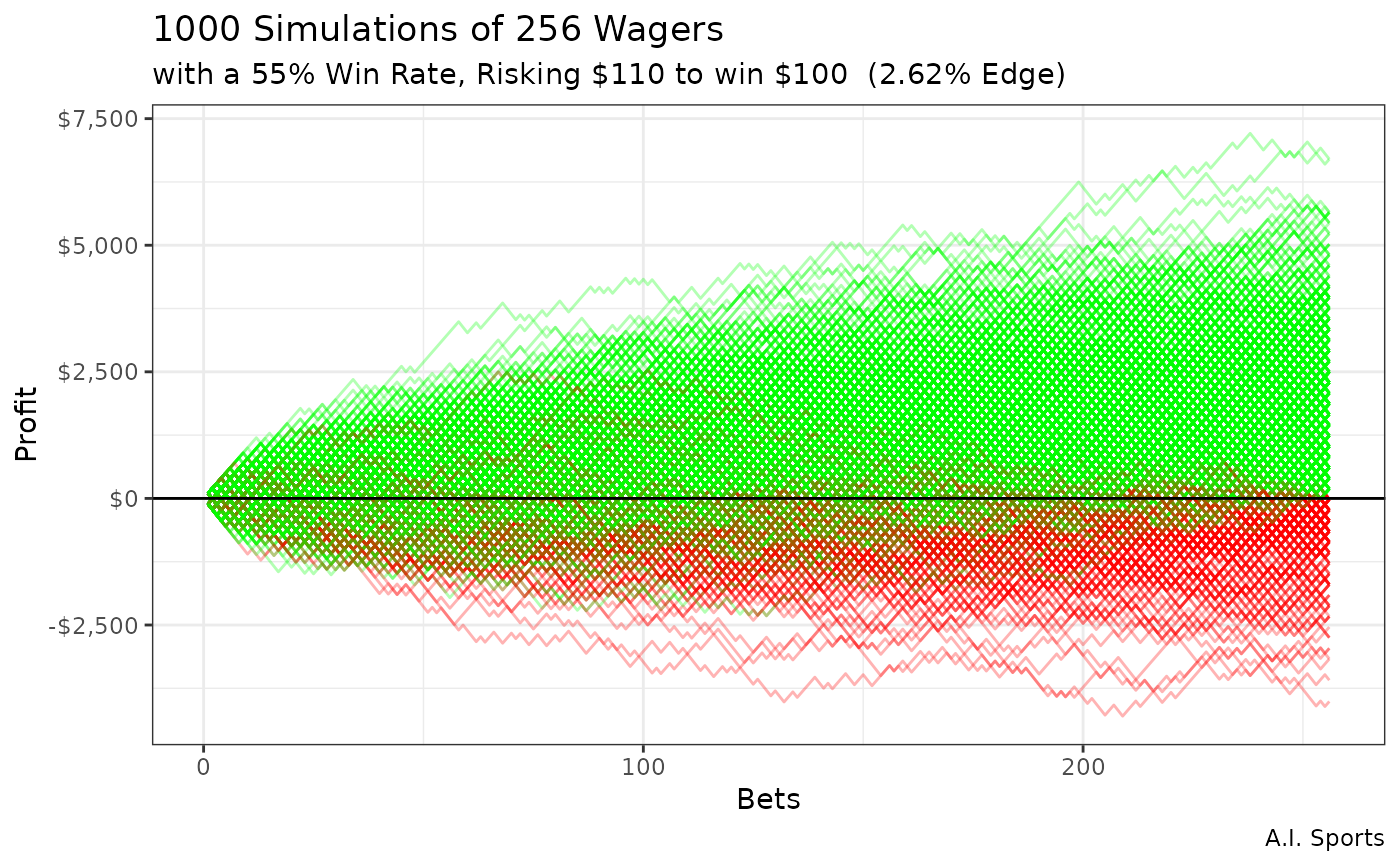 1000 Simulations of 256 Wagers
with a 55% Win Rate, Risking $110 to win $100  (2.62% Edge)
$7,500
$5,000
$2,500
$0
-$2,500
Profit
0 100 200
Bets
A.I. Sports